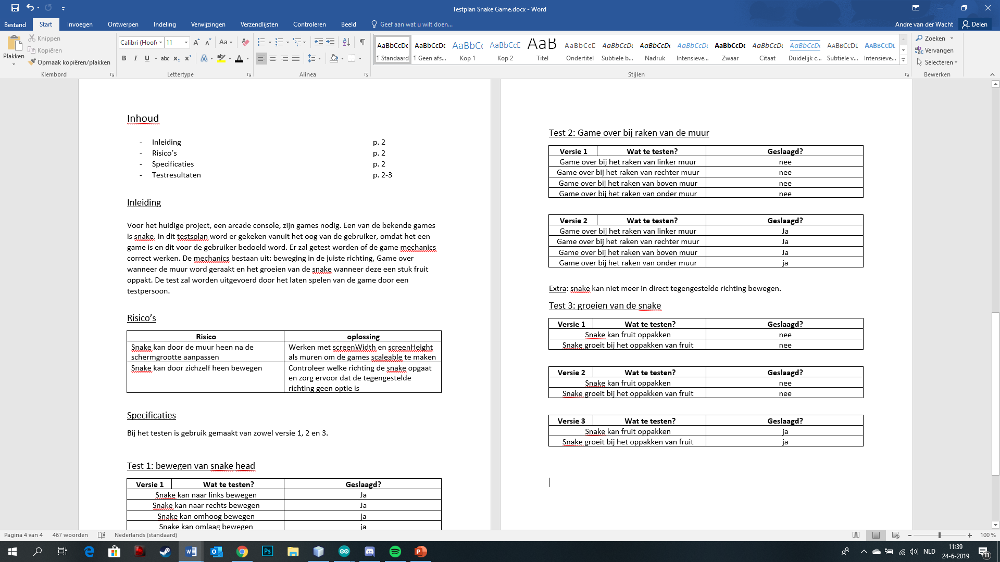 Testplan Snake Game.docx - Word
Bestand
Start
Invoegen
Ontwerpen
Indeling
Verwijzingen
Verzendlijsten
Controleren
Beeld
Geef aan wat u wilt doen...
Andre van der Wacht
Delen
Plakken
Knippen
Kopiëren
Opmaak kopiëren/plakken
Klembord
Calibri (Hoof
11
Lettertype
Alinea
AaBbCcDc
¶ Standaard
AaBbCcDc
¶ Geen afs...
AaBbC
Kop 1
AaBbCcD
Kop 2
AaB
Titel
AaBbCcD
Ondertitel
AaBbCcDc
Subtiele b...
AaBbCcDc
Nadruk
AaBbCcDc
Intensieve...
AaBbCcDc
Zwaar
AaBbCcDc
Citaat
AaBbCcDc
Duidelijk c...
AABBCCDE
Subtiele v...
AABBCCDE
Intensieve...
Stijlen
Zoeken
Vervangen
Selecteren
Bewerken
Inhoud
- Inleiding p. 2
- Risico’s p. 2
- Specificaties p. 2
- Testresultaten p. 2-3
Inleiding
Voor het huidige project, een arcade console, zijn games nodig. Een van de bekende games
is snake. In dit testsplan word er gekeken vanuit het oog van de gebruiker, omdat het een
game is en dit voor de gebruiker bedoeld word. Er zal getest worden of de game mechanics
correct werken. De mechanics bestaan uit: beweging in de juiste richting, Game over
wanneer de muur word geraakt en het groeien van de snake wanneer deze een stuk fruit
oppakt. De test zal worden uitgevoerd door het laten spelen van de game door een
testpersoon.
Risico’s
Risico oplossing
Snake kan door de muur heen na de
schermgrootte aanpassen
Werken met screenWidth en screenHeight
als muren om de games scaleable te maken
Snake kan door zichzelf heen bewegen
Controleer welke richting de snake opgaat
en zorg ervoor dat de tegengestelde
richting geen optie is
Specificaties
Bij het testen is gebruik gemaakt van zowel versie 1, 2 en 3.
Test 1: bewegen van snake head
Versie 1 Wat te testen? Geslaagd?
Snake kan naar links bewegen Ja
Snake kan naar rechts bewegen Ja
Snake kan omhoog bewegen ja
Snake kan omlaag bewegen ja
Test 2: Game over bij raken van de muur
Versie 1 Wat te testen? Geslaagd?
Game over bij het raken van linker muur nee
Game over bij het raken van rechter muur nee
Game over bij het raken van boven muur nee
Game over bij het raken van onder muur nee
Versie 2 Wat te testen? Geslaagd?
Game over bij het raken van linker muur Ja
Game over bij het raken van rechter muur Ja
Game over bij het raken van boven muur Ja
Game over bij het raken van onder muur ja
Extra: snake kan niet meer in direct tegengestelde richting bewegen.
Test 3: groeien van de snake
Versie 1 Wat te testen? Geslaagd?
Snake kan fruit oppakken nee
Snake groeit bij het oppakken van fruit nee
Versie 2 Wat te testen? Geslaagd?
Snake kan fruit oppakken nee
Snake groeit bij het oppakken van fruit nee
Versie 3 Wat te testen? Geslaagd?
Snake kan fruit oppakken ja
Snake groeit bij het oppakken van fruit ja
Pagina 4 van 4
467 woorden
Nederlands (standaard)
100 %
NLD
11:39
24-6-2019
11